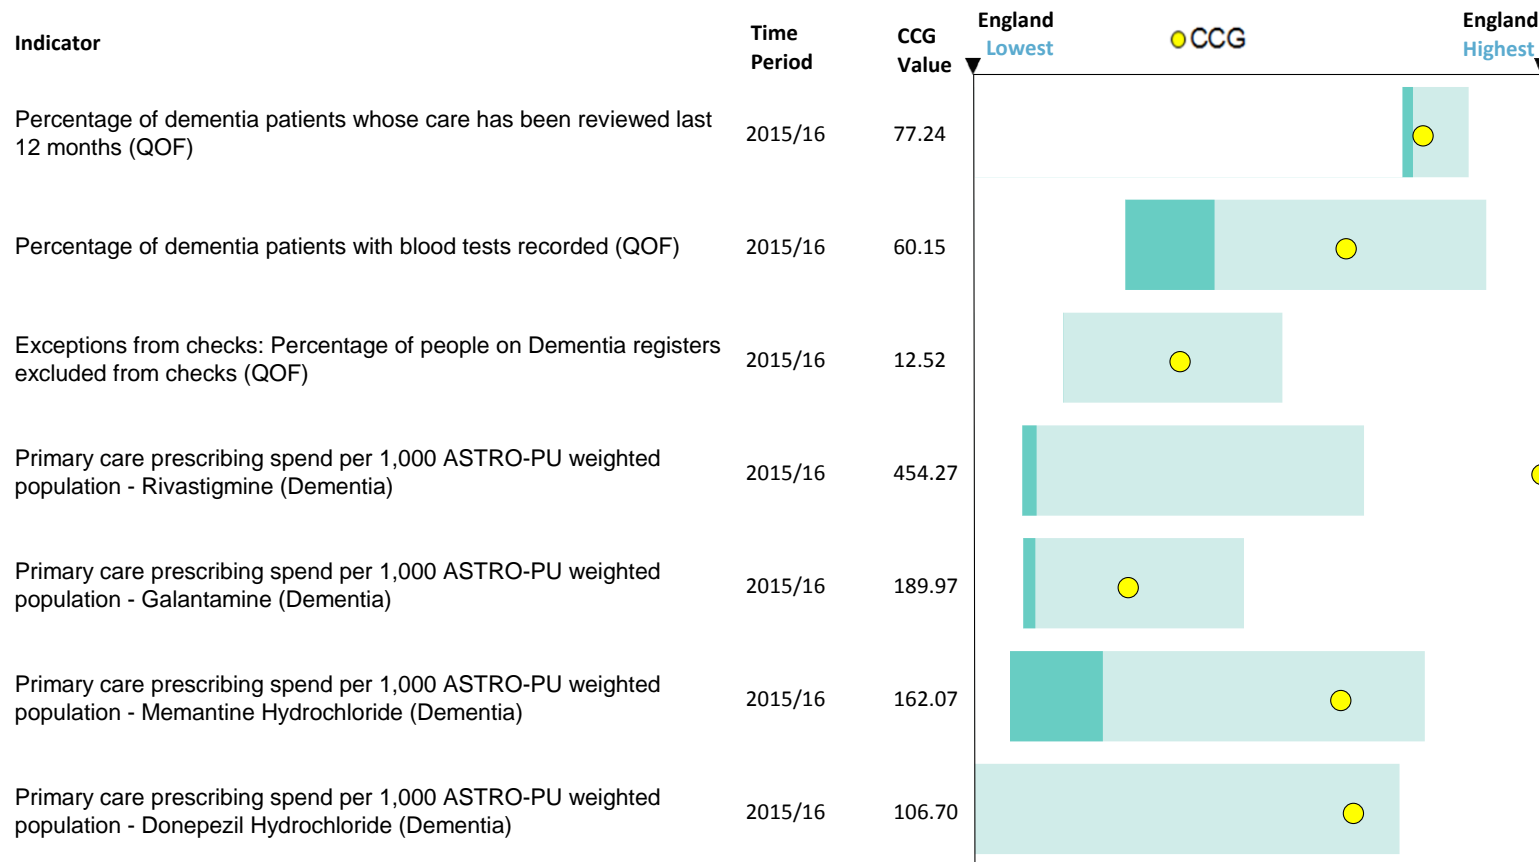 Indicator
Time
Period
CCG
Value
England
Lowest
CCG
England
Highest
Percentage of dementia patients whose care has been reviewed last
12 months (QOF)
2015/16
77.24
Percentage of dementia patients with blood tests recorded (QOF)
2015/16
60.15
Exceptions from checks: Percentage of people on Dementia registers
excluded from checks (QOF)
2015/16
12.52
Primary care prescribing spend per 1,000 ASTRO-PU weighted
population - Rivastigmine (Dementia)
2015/16
454.27
Primary care prescribing spend per 1,000 ASTRO-PU weighted
population - Galantamine (Dementia)
2015/16
189.97
Primary care prescribing spend per 1,000 ASTRO-PU weighted
population - Memantine Hydrochloride (Dementia)
2015/16
162.07
Primary care prescribing spend per 1,000 ASTRO-PU weighted
population - Donepezil Hydrochloride (Dementia)
2015/16
106.70